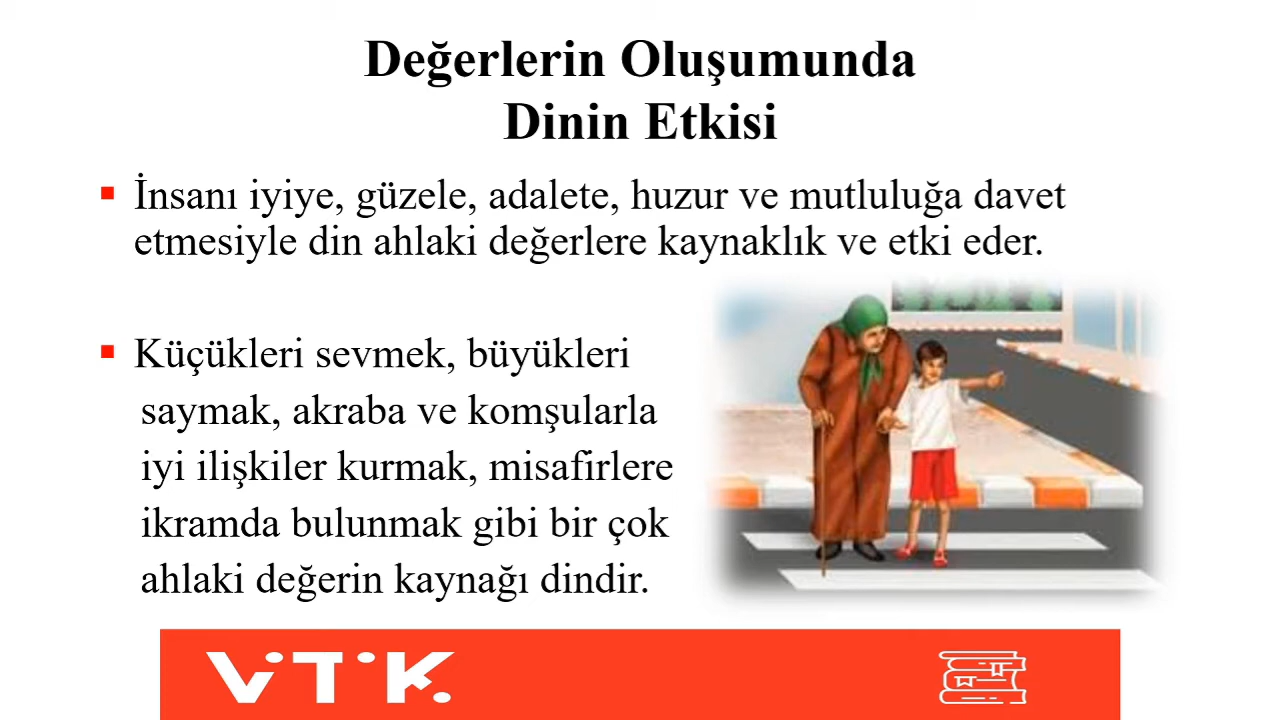 Değerlerin Oluşumunda
Dinin Etkisi
İnsanı iyiye, güzele, adalete, huzur ve mutluluğa davet
etmesiyle din ahlaki değerlere kaynaklık ve etki eder.
Küçükleri sevmek, büyükleri
saymak, akraba ve komşularla
iyi ilişkiler kurmak, misafirlere
ikramda bulunmak gibi bir çok
ahlaki değerin kaynağı dindir.
ViTiK